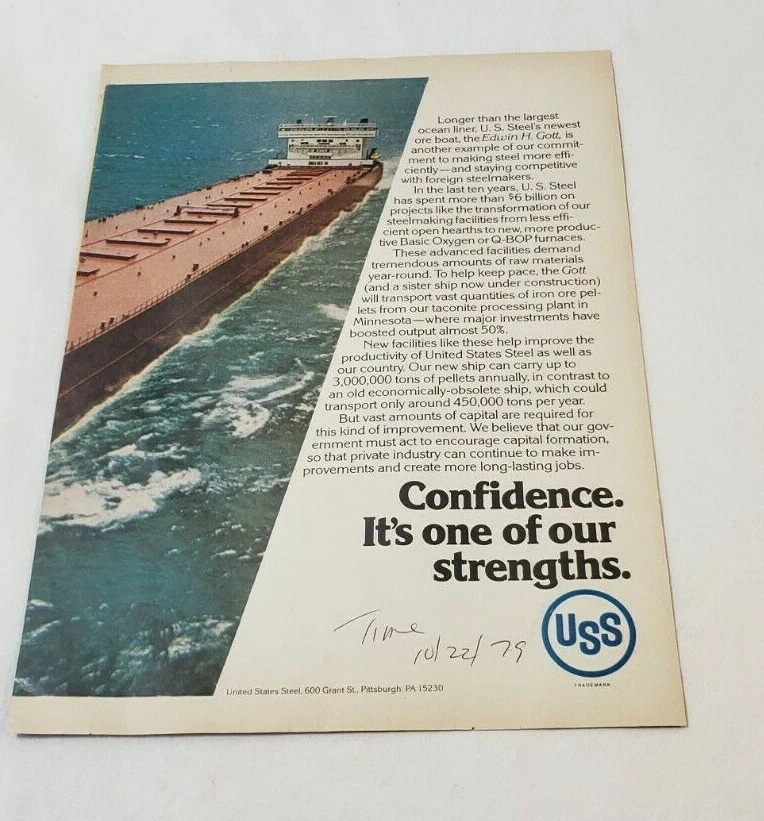 Longer than the largest
ocean liner, U. S. Steel's newest
ore boat, the Edwin H. Gott, is
another example of our commit-
ment to making steel more effi-
ciently—and staying competitive
with foreign steelmakers.
In the last ten years, U. S. Steel
has spent more than $6 billion on
projects like the transformation of our
steelmaking facilities from less effi-
cient open hearths to new, more produc-
tive Basic Oxygen or Q-BOP furnaces.
These advanced facilities demand
tremendous amounts of raw materials
year-round. To help keep pace, the Gott
(and a sister ship now under construction)
will transport vast quantities of iron ore pel-
lets from our taconite processing plant in
Minnesota—where major investments have
boosted output almost 50%.
New facilities like these help improve the
productivity of United States Steel as well as
our country. Our new ship can carry up to
3,000,000 tons of pellets annually, in contrast to
an old economically-obsolete ship, which could
transport only around 450,000 tons per year.
But vast amounts of capital are required for
this kind of improvement. We believe that our gov-
ernment must act to encourage capital formation,
so that private industry can continue to make im-
provements and create more long-lasting jobs.
Confidence.
It's one of our
strengths.
Time
10/22/79
USS
TRADEMARK
United States Steel, 600 Grant St., Pittsburgh, PA 15230